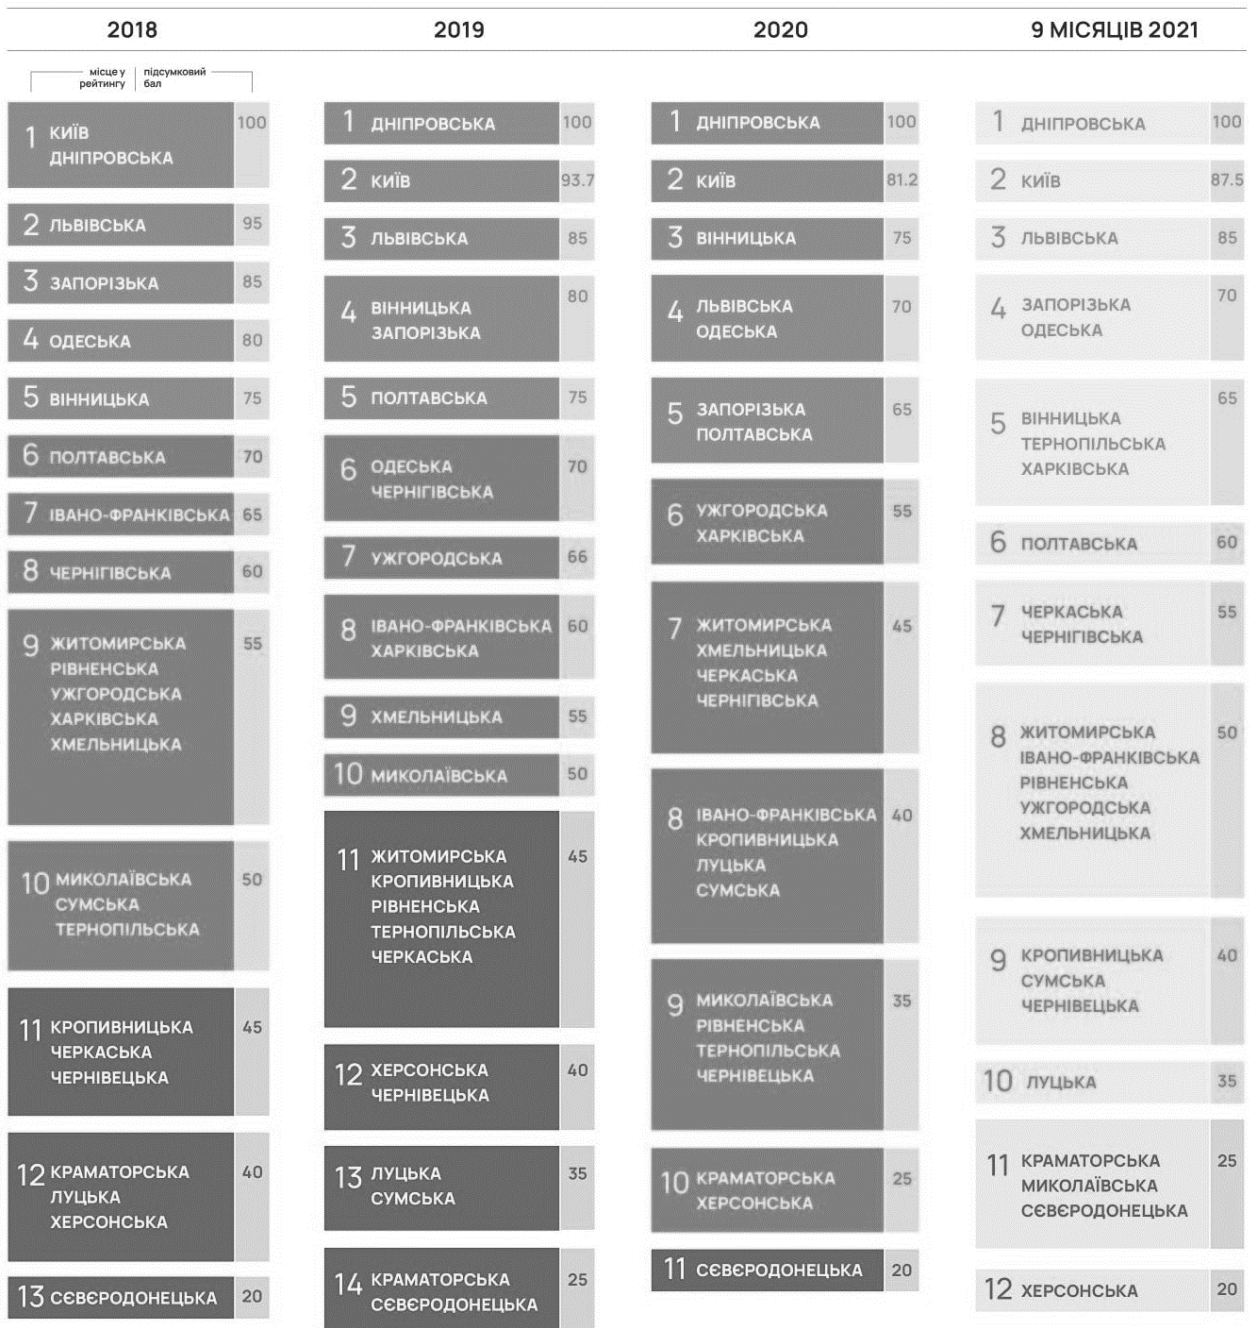 2018
2019
2020
9 МІСЯЦІВ 2021
місце у рейтингу
підсумковий бал
1 КИЇВ 100
ДНІПРОВСЬКА
2 ЛЬВІВСЬКА 95
3 ЗАПОРІЗЬКА 85
4 ОДЕСЬКА 80
5 ВІННИЦЬКА 75
6 ПОЛТАВСЬКА 70
7 ІВАНО-ФРАНКІВСЬКА 65
8 ЧЕРНІГІВСЬКА 60
9 ЖИТОМИРСЬКА 55
РІВНЕНСЬКА
УЖГОРОДСЬКА
ХАРКІВСЬКА
ХМЕЛЬНИЦЬКА
10 МИКОЛАЇВСЬКА 50
СУМСЬКА
ТЕРНОПІЛЬСЬКА
11 КРОПИВНИЦЬКА 45
ЧЕРКАСЬКА
ЧЕРНІВЕЦЬКА
12 КРАМАТОРСЬКА 40
ЛУЦЬКА
ХЕРСОНСЬКА
13 СЄВЄРОДОНЕЦЬКА 20
1 ДНІПРОВСЬКА 100
2 КИЇВ 93.7
3 ЛЬВІВСЬКА 85
4 ВІННИЦЬКА 80
ЗАПОРІЗЬКА
5 ПОЛТАВСЬКА 75
6 ОДЕСЬКА 70
ЧЕРНІГІВСЬКА
7 УЖГОРОДСЬКА 66
8 ІВАНО-ФРАНКІВСЬКА 60
ХАРКІВСЬКА
9 ХМЕЛЬНИЦЬКА 55
10 МИКОЛАЇВСЬКА 50
11 ЖИТОМИРСЬКА 45
КРОПИВНИЦЬКА
РІВНЕНСЬКА
ТЕРНОПІЛЬСЬКА
ЧЕРКАСЬКА
12 ХЕРСОНСЬКА 40
ЧЕРНІВЕЦЬКА
13 ЛУЦЬКА 35
СУМСЬКА
14 КРАМАТОРСЬКА 25
СЄВЄРОДОНЕЦЬКА
1 ДНІПРОВСЬКА 100
2 КИЇВ 81.2
3 ВІННИЦЬКА 75
4 ЛЬВІВСЬКА 70
ОДЕСЬКА
5 ЗАПОРІЗЬКА 65
ПОЛТАВСЬКА
6 УЖГОРОДСЬКА 55
ХАРКІВСЬКА
7 ЖИТОМИРСЬКА 45
ХМЕЛЬНИЦЬКА
ЧЕРКАСЬКА
ЧЕРНІГІВСЬКА
8 ІВАНО-ФРАНКІВСЬКА 40
КРОПИВНИЦЬКА
ЛУЦЬКА
СУМСЬКА
9 МИКОЛАЇВСЬКА 35
РІВНЕНСЬКА
ТЕРНОПІЛЬСЬКА
ЧЕРНІВЕЦЬКА
10 КРАМАТОРСЬКА 25
ХЕРСОНСЬКА
11 СЄВЄРОДОНЕЦЬКА 20
1 ДНІПРОВСЬКА 100
2 КИЇВ 87.5
3 ЛЬВІВСЬКА 85
4 ЗАПОРІЗЬКА 70
ОДЕСЬКА
5 ВІННИЦЬКА 65
ТЕРНОПІЛЬСЬКА
ХАРКІВСЬКА
6 ПОЛТАВСЬКА 60
7 ЧЕРКАСЬКА 55
ЧЕРНІГІВСЬКА
8 ЖИТОМИРСЬКА 50
ІВАНО-ФРАНКІВСЬКА
РІВНЕНСЬКА
УЖГОРОДСЬКА
ХМЕЛЬНИЦЬКА
9 КРОПИВНИЦЬКА 40
СУМСЬКА
ЧЕРНІВЕЦЬКА
10 ЛУЦЬКА 35
11 КРАМАТОРСЬКА 25
МИКОЛАЇВСЬКА
СЄВЄРОДОНЕЦЬКА
12 ХЕРСОНСЬКА 20